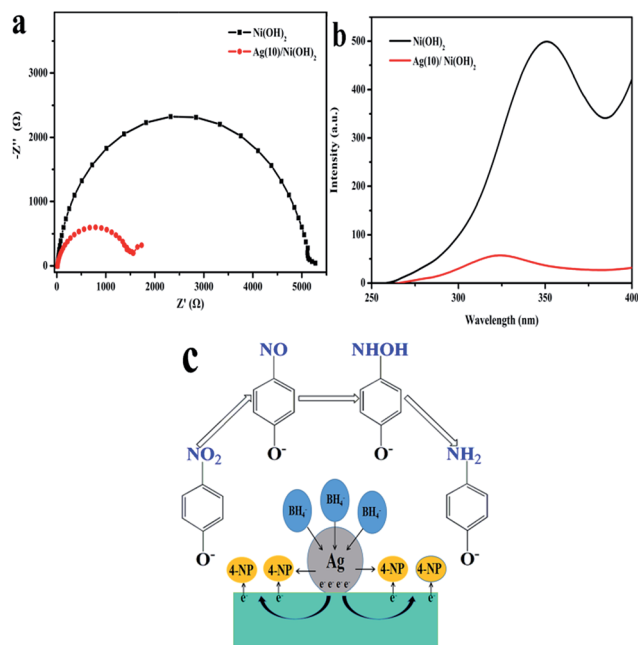 a
Ni(OH)₂
Ag(10)/Ni(OH)₂
-Z'' (Ω)
3000
2000
1000
0
0 1000 2000 3000 4000 5000
Z' (Ω)
b
Ni(OH)₂
Ag(10)/ Ni(OH)₂
Intensity (a.u.)
500
400
300
200
100
0
250 300 350 400
Wavelength (nm)
c
NO NHOH
NO₂ O⁻ O⁻ NH₂
O⁻ O⁻
BH₄⁻ BH₄⁻ BH₄⁻
Ag
4-NP 4-NP 4-NP 4-NP
e⁻ e⁻ e⁻ e⁻
e⁻ e⁻ e⁻ e⁻